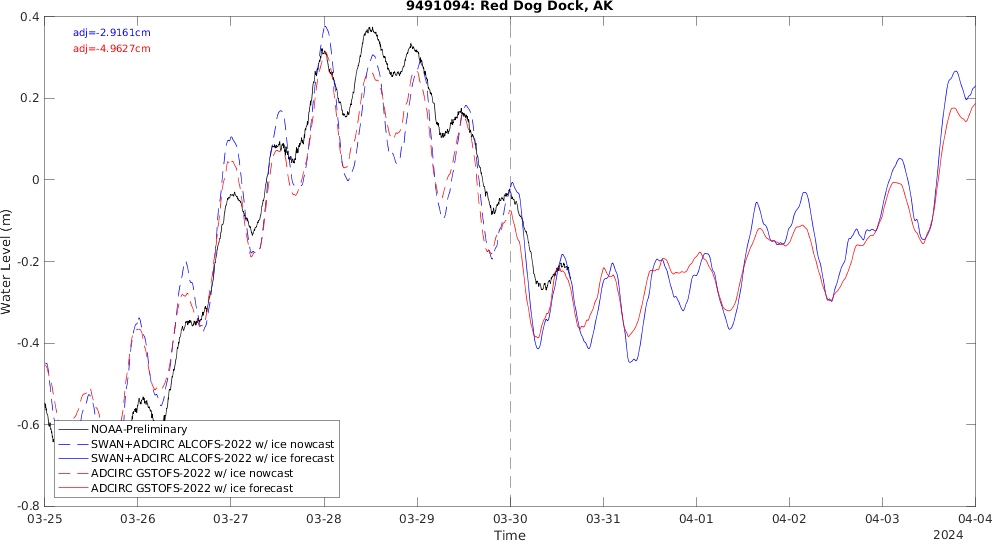 9491094: Red Dog Dock, AK
adj=-2.9161cm
adj=-4.9627cm
Water Level (m)
0.4
0.2
0
-0.2
-0.4
-0.6
-0.8
NOAA-Preliminary
SWAN+ADCIRC ALCOFS-2022 w/ ice nowcast
SWAN+ADCIRC ALCOFS-2022 w/ ice forecast
ADCIRC GSTOFS-2022 w/ ice nowcast
ADCIRC GSTOFS-2022 w/ ice forecast
03-25 03-26 03-27 03-28 03-29 03-30 03-31 04-01 04-02 04-03 04-04
Time
2024